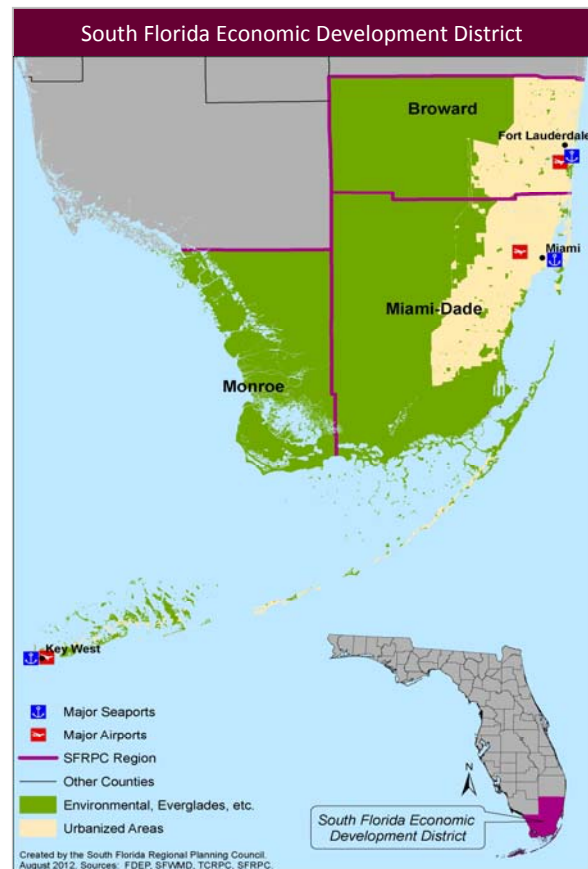 South Florida Economic Development District
Broward
Fort Lauderdale
Miami
Miami-Dade
Monroe
Key West
Major Seaports
Major Airports
SFRPC Region
Other Counties
Environmental, Everglades, etc.
Urbanized Areas
N
South Florida Economic
Development District
Created by the South Florida Regional Planning Council.
August 2012. Sources: FDEP, SFWMD, TCRPC, SFRPC.